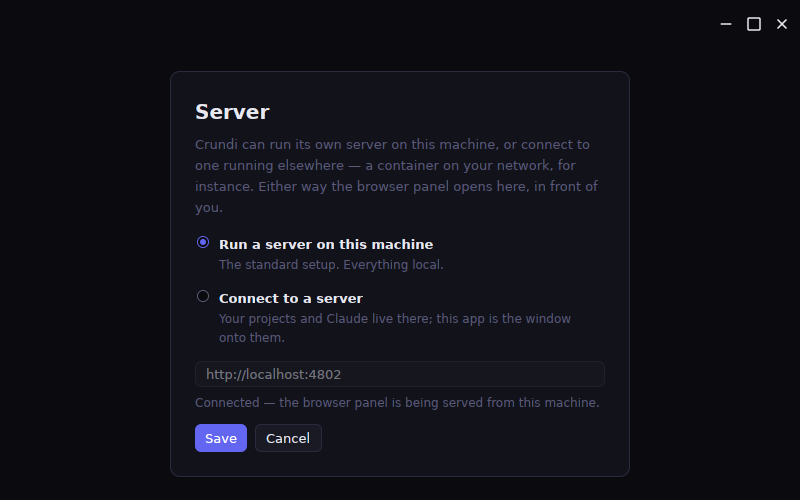 Server
Crundi can run its own server on this machine, or connect to
one running elsewhere — a container on your network, for
instance. Either way the browser panel opens here, in front of
you.
Run a server on this machine
The standard setup. Everything local.
Connect to a server
Your projects and Claude live there; this app is the window
onto them.
http://localhost:4802
Connected — the browser panel is being served from this machine.
Save
Cancel